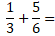 1/3 + 5/6 =